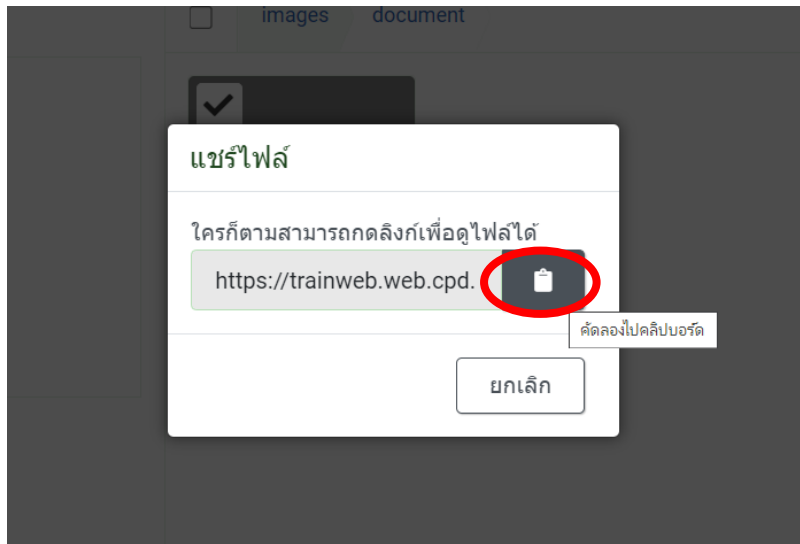 images document
แชร์ไฟล์
ใครก็ตามสามารถกดลิงก์เพื่อดูไฟล์ได้
https://trainweb.web.cpd.
คัดลองไปคลิปบอร์ด
ยกเลิก